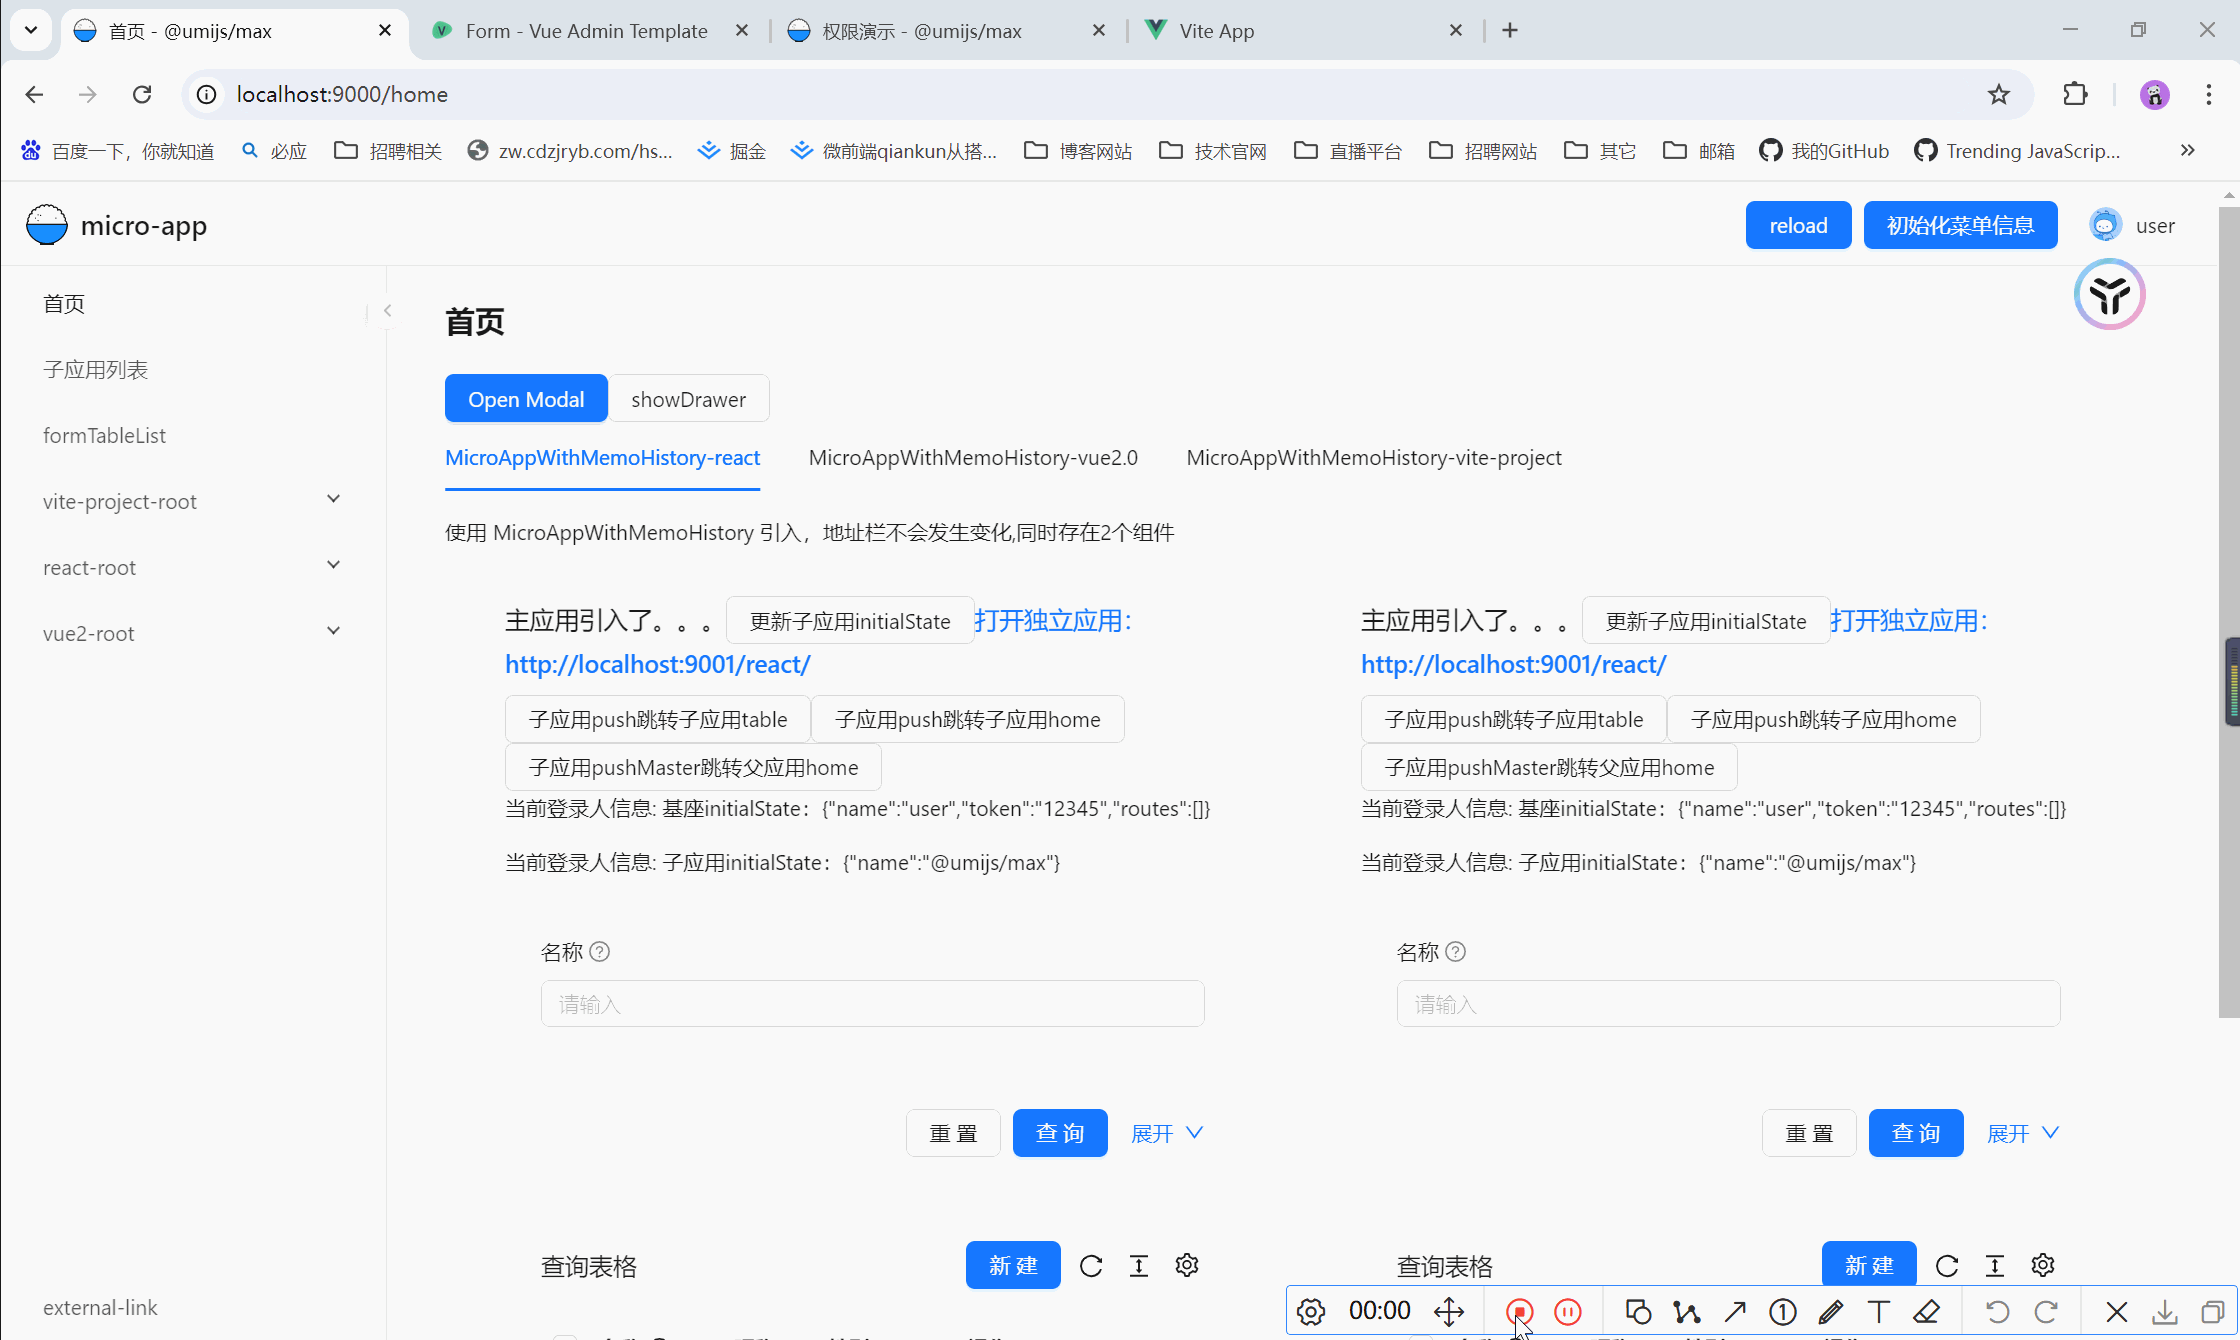 首页 - @umijs/max
Form - Vue Admin Template
权限演示 - @umijs/max
Vite App
localhost:9000/home
百度一下，你就知道
必应
招聘相关
zw.cdzjryb.com/hs...
掘金
微前端qiankun从搭...
博客网站
技术官网
直播平台
招聘网站
其它
邮箱
我的GitHub
Trending JavaScrip...
micro-app
reload
初始化菜单信息
user
首页
子应用列表
formTableList
vite-project-root
react-root
vue2-root
external-link
首页
Open Modal
showDrawer
MicroAppWithMemoHistory-react
MicroAppWithMemoHistory-vue2.0
MicroAppWithMemoHistory-vite-project
使用 MicroAppWithMemoHistory 引入，地址栏不会发生变化,同时存在2个组件
主应用引入了。。。 更新子应用initialState 打开独立应用：
http://localhost:9001/react/
子应用push跳转子应用table 子应用push跳转子应用home
子应用pushMaster跳转父应用home
当前登录人信息: 基座initialState：{"name":"user","token":"12345","routes":[]}
当前登录人信息: 子应用initialState：{"name":"@umijs/max"}
名称
请输入
重 置
查 询
展开
查询表格
新 建
主应用引入了。。。 更新子应用initialState 打开独立应用：
http://localhost:9001/react/
子应用push跳转子应用table 子应用push跳转子应用home
子应用pushMaster跳转父应用home
当前登录人信息: 基座initialState：{"name":"user","token":"12345","routes":[]}
当前登录人信息: 子应用initialState：{"name":"@umijs/max"}
名称
请输入
重 置
查 询
展开
查询表格
新 建
00:00